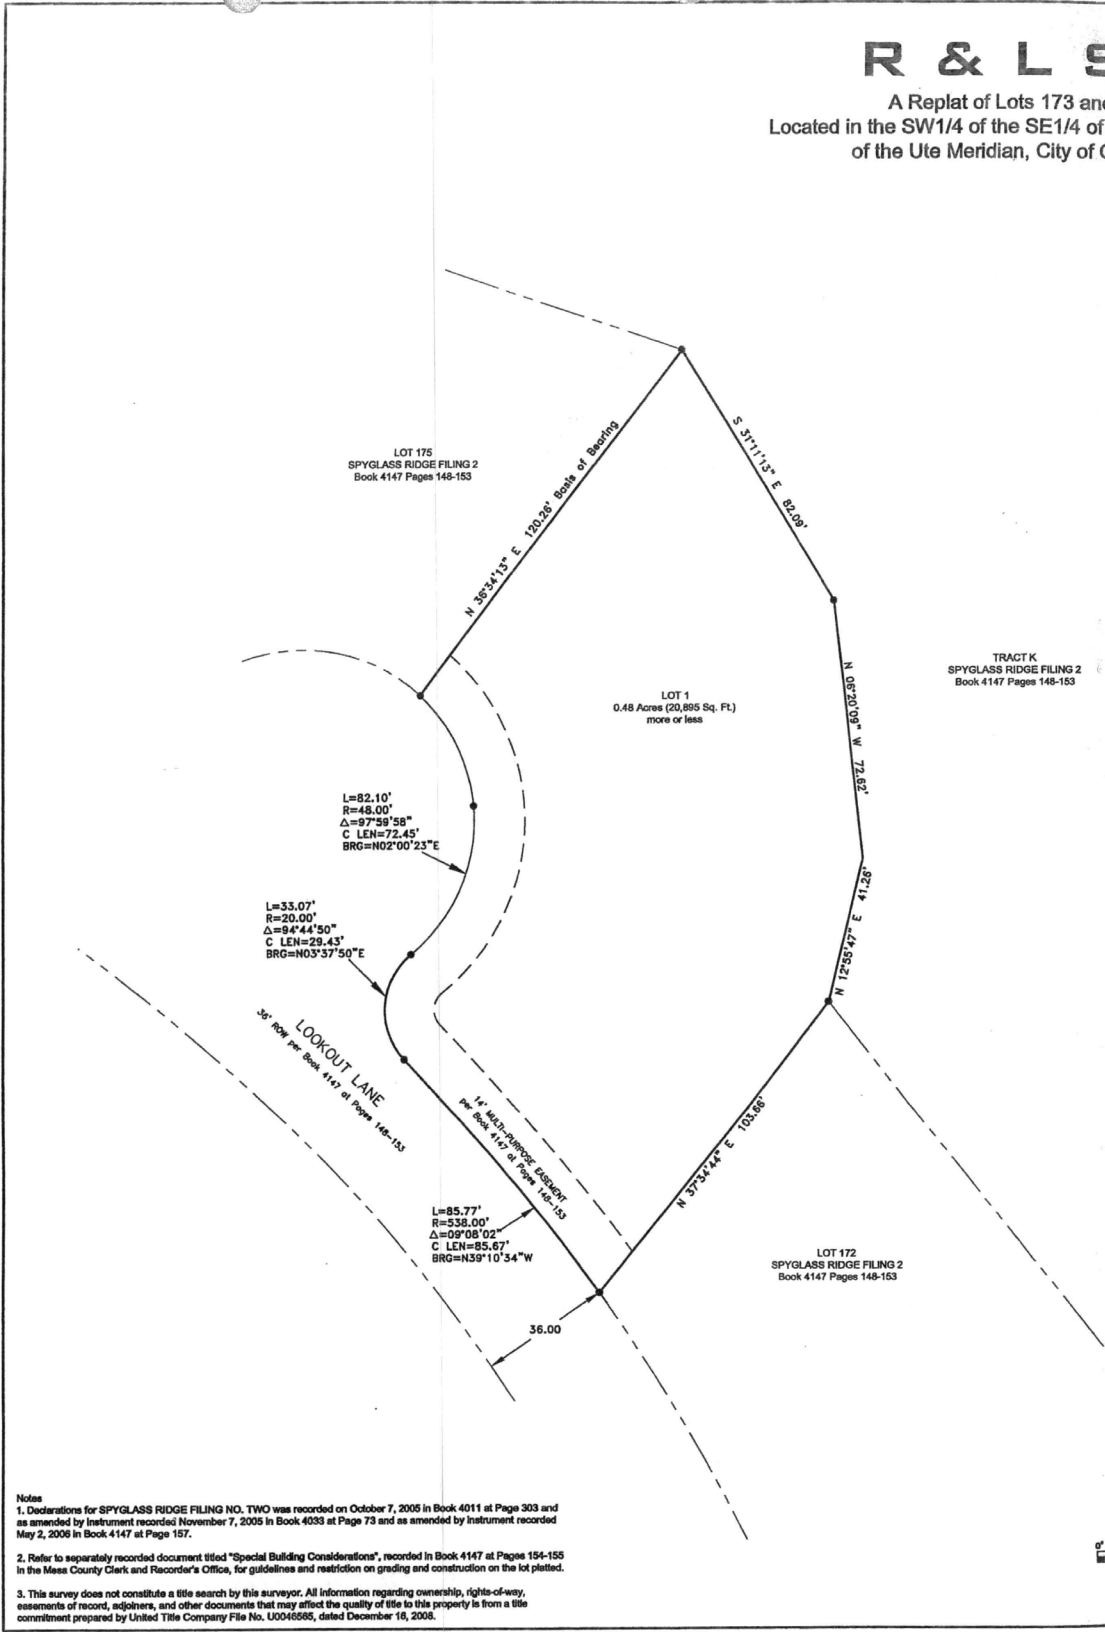 R & L S
A Replat of Lots 173 and
Located in the SW1/4 of the SE1/4 of
of the Ute Meridian, City of G
LOT 175
SPYGLASS RIDGE FILING 2
Book 4147 Pages 148-153
N 36°34'13" E 120.26' Basis of Bearing
S 31°11'13" E 82.09'
TRACT K
SPYGLASS RIDGE FILING 2
Book 4147 Pages 148-153
N 06°20'09" W 72.62'
LOT 1
0.48 Acres (20,895 Sq. Ft.)
more or less
L=82.10'
R=48.00'
Δ=97°59'58"
C LEN=72.45'
BRG=N02°00'23"E
N 12°55'47" E 41.26'
L=33.07'
R=20.00'
Δ=94°44'50"
C LEN=29.43'
BRG=N03°37'50"E
LOOKOUT LANE
36' ROW per Book 4147 at Pages 148-153
14' MULTI-PURPOSE EASEMENT
per Book 4147 at Pages 148-153
N 37°34'44" E 103.66'
L=85.77'
R=538.00'
Δ=09°08'02"
C LEN=85.67'
BRG=N39°10'34"W
LOT 172
SPYGLASS RIDGE FILING 2
Book 4147 Pages 148-153
36.00
Notes
1. Declarations for SPYGLASS RIDGE FILING NO. TWO was recorded on October 7, 2005 in Book 4011 at Page 303 and
as amended by Instrument recorded November 7, 2005 in Book 4033 at Page 73 and as amended by Instrument recorded
May 2, 2006 in Book 4147 at Page 157.
2. Refer to separately recorded document titled "Special Building Considerations", recorded in Book 4147 at Pages 154-155
in the Mesa County Clerk and Recorder's Office, for guidelines and restriction on grading and construction on the lot platted.
3. This survey does not constitute a title search by this surveyor. All information regarding ownership, rights-of-way,
easements of record, adjoiners, and other documents that may affect the quality of title to this property is from a title
commitment prepared by United Title Company File No. U0046565, dated December 16, 2008.